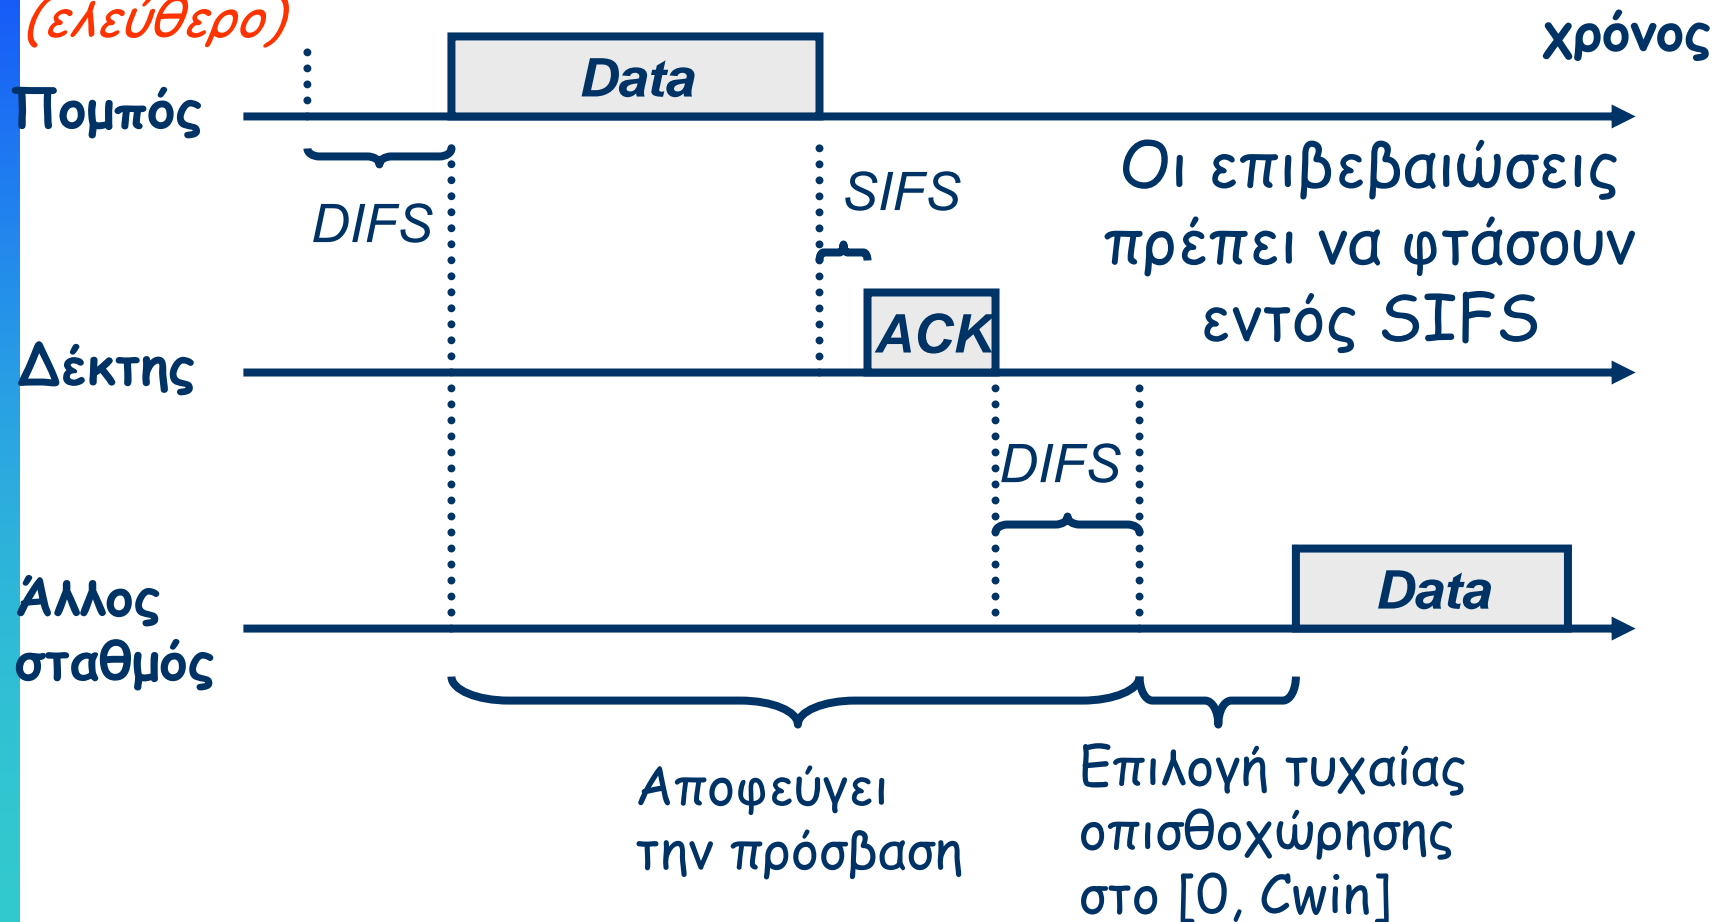 (ελεύθερο)
χρόνος
Data
Πομπός
Οι επιβεβαιώσεις
πρέπει να φτάσουν
εντός SIFS
SIFS
DIFS
ACK
Δέκτης
DIFS
Data
Άλλος
σταθμός
Αποφεύγει
την πρόσβαση
Επιλογή τυχαίας
οπισθοχώρησης
στο [0, Cwin]